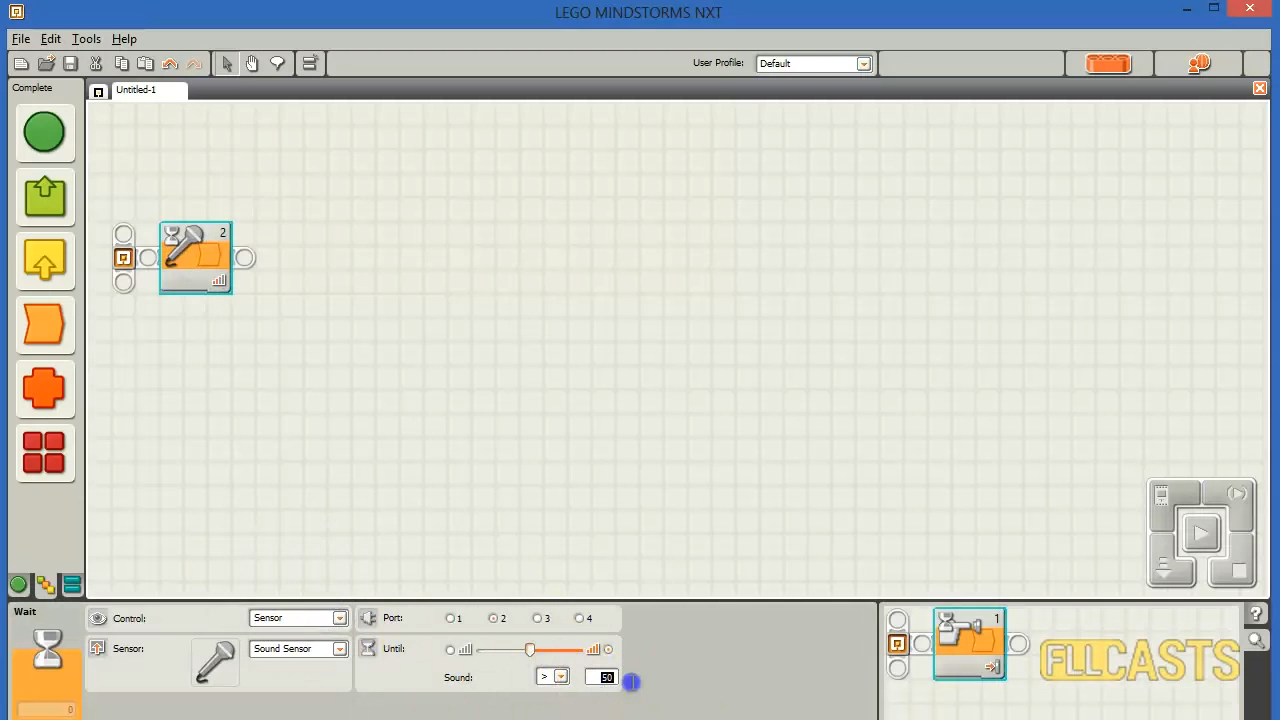 LEGO MINDSTORMS NXT
File Edit Tools Help
User Profile: Default
Complete
Untitled-1
2
Wait
Control: Sensor
Port: 1 2 3 4
Sensor: Sound Sensor
Until:
Sound: > 50
0
1
?
FLLCASTS